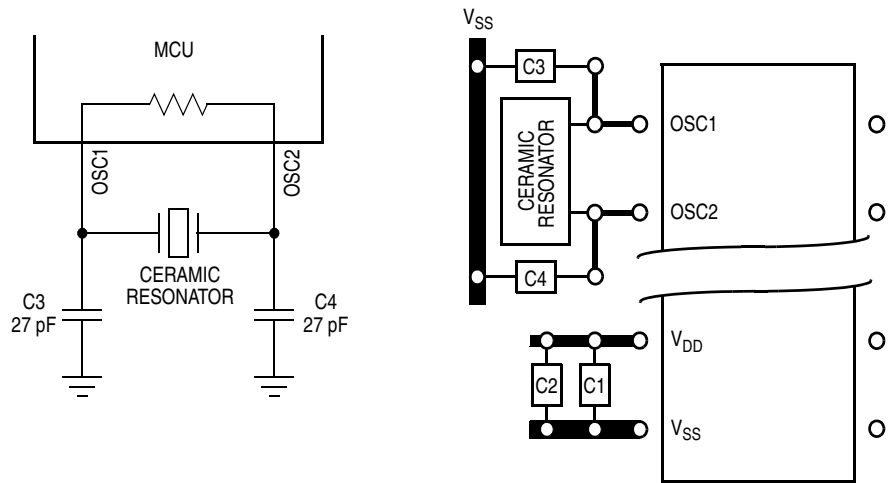 MCU
OSC1
OSC2
CERAMIC
RESONATOR
C3
27 pF
C4
27 pF
VSS
C3
CERAMIC
RESONATOR
C4
OSC1
OSC2
C2
C1
VDD
VSS